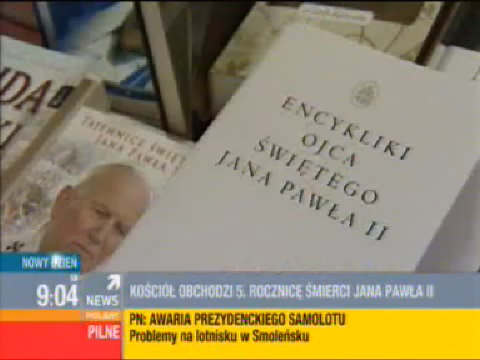 NDA
TAJEMNICE
JANA PAWŁA
ENCYKLIKI
OJCA
ŚWIĘTEGO
JANA PAWŁA II
NOWY DZIEŃ
9:04
NEWS
POLSAT
PILNE
KOŚCIÓŁ OBCHODZI 5. ROCZNICĘ ŚMIERCI JANA PAWŁA II
PN: AWARIA PREZYDENCKIEGO SAMOLOTU
Problemy na lotnisku w Smoleńsku